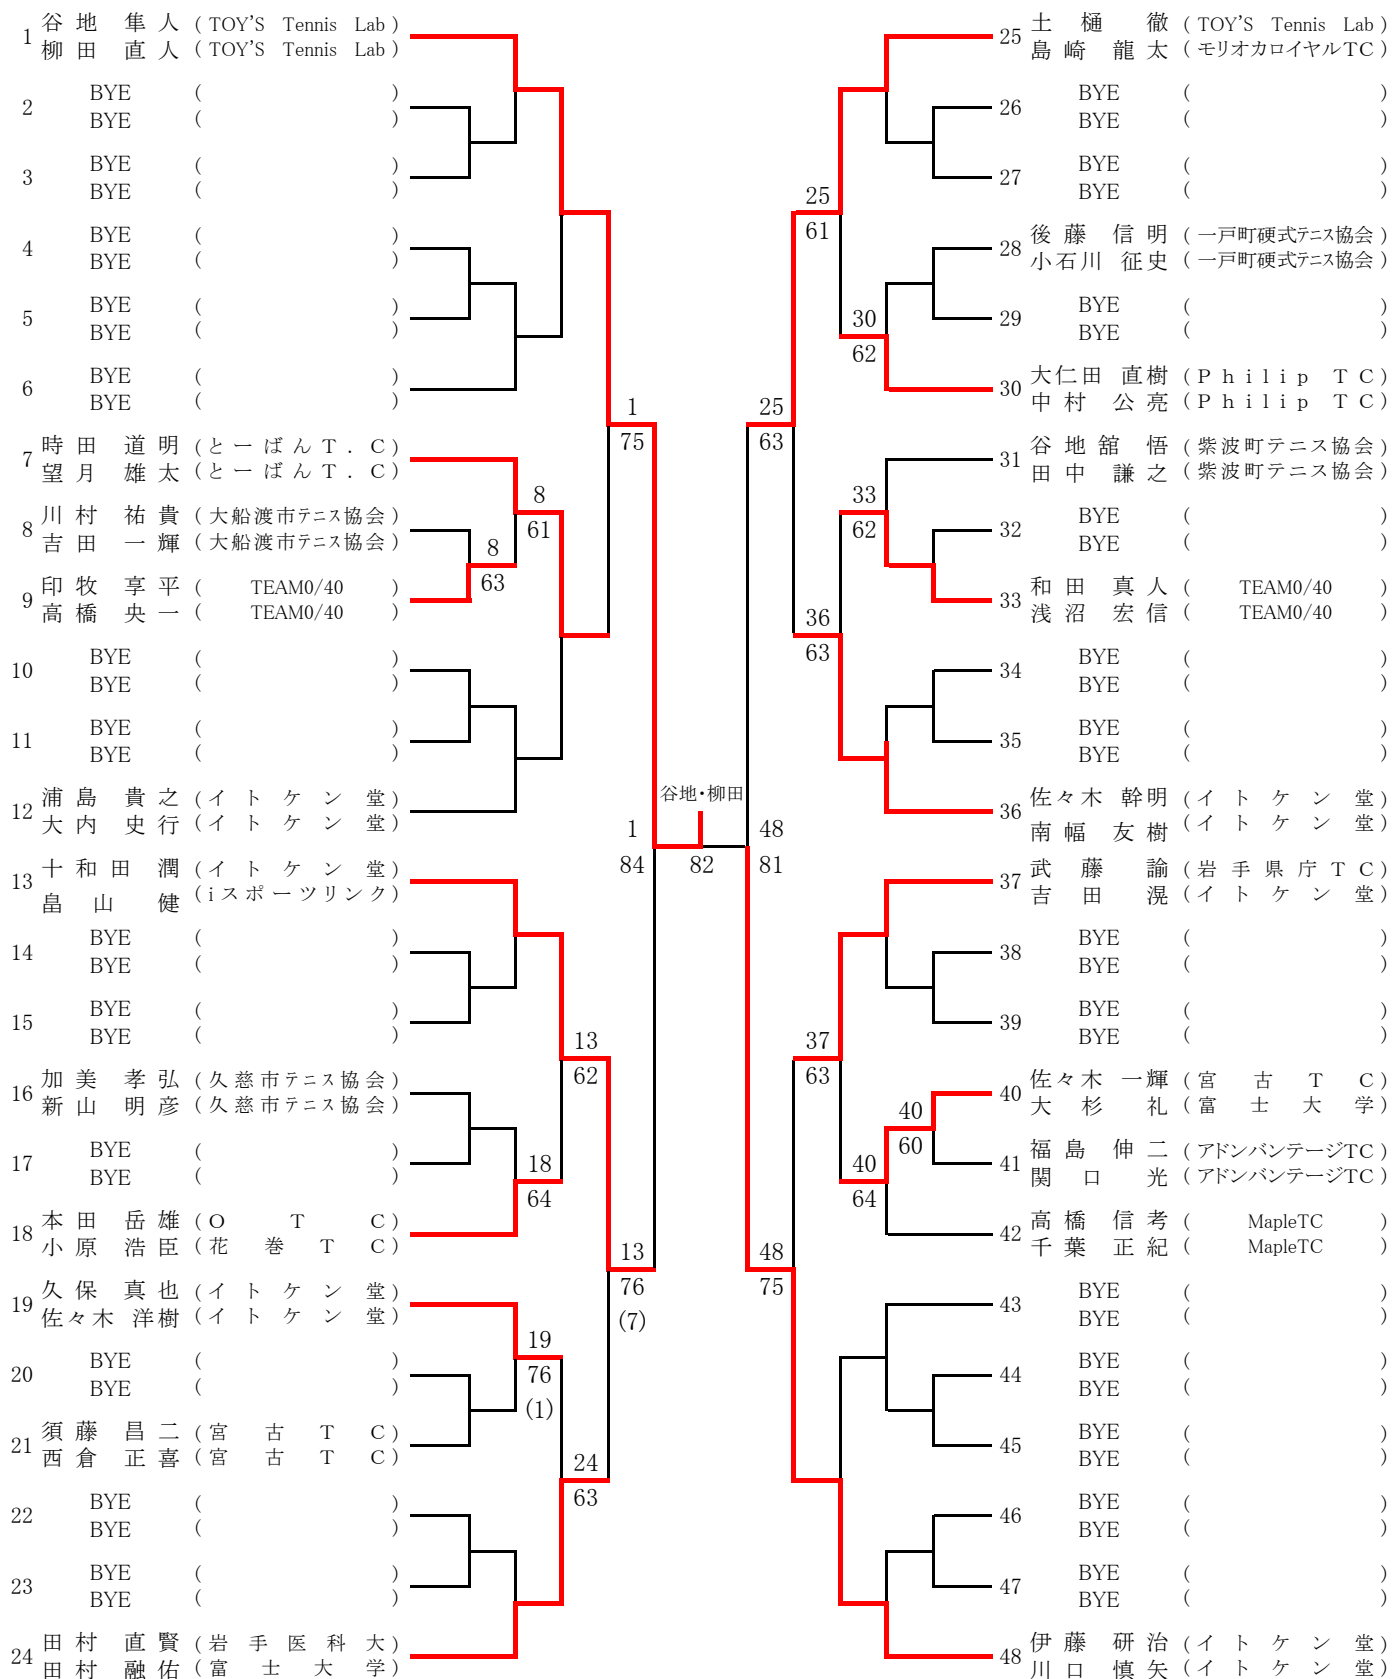 1 谷地 隼人 (TOY'S Tennis Lab)
柳田 直人 (TOY'S Tennis Lab)
2 BYE ( )
BYE ( )
3 BYE ( )
BYE ( )
4 BYE ( )
BYE ( )
5 BYE ( )
BYE ( )
6 BYE ( )
BYE ( )
7 時田 道明 (とーばんT.C)
望月 雄太 (とーばんT.C)
8 川村 祐貴 (大船渡市テニス協会)
吉田 一輝 (大船渡市テニス協会)
9 印牧 享平 ( TEAM0/40 )
高橋 央一 ( TEAM0/40 )
10 BYE ( )
BYE ( )
11 BYE ( )
BYE ( )
12 浦島 貴之 (イトケン堂)
大内 史行 (イトケン堂)
13 十和田 潤 (イトケン堂)
畠山 健 (iスポーツリンク)
14 BYE ( )
BYE ( )
15 BYE ( )
BYE ( )
16 加美 孝弘 (久慈市テニス協会)
新山 明彦 (久慈市テニス協会)
17 BYE ( )
BYE ( )
18 本田 岳雄 (O T C)
小原 浩臣 (花巻TC)
19 久保 真也 (イトケン堂)
佐々木 洋樹 (イトケン堂)
20 BYE ( )
BYE ( )
21 須藤 昌二 (宮古TC)
西倉 正喜 (宮古TC)
22 BYE ( )
BYE ( )
23 BYE ( )
BYE ( )
24 田村 直賢 (岩手医科大)
田村 融佑 (富士大学)
8
63
8
61
18
64
19
76
(1)
13
62
24
63
1
75
13
76
(7)
1
84
谷地・柳田
82
48
81
25
63
48
75
25
61
36
63
37
63
30
62
33
62
40
64
40
60
25 土樋 徹 (TOY'S Tennis Lab)
島崎 龍太 (モリオカロイヤルTC)
26 BYE ( )
BYE ( )
27 BYE ( )
BYE ( )
28 後藤 信明 (一戸町硬式テニス協会)
小石川 征史 (一戸町硬式テニス協会)
29 BYE ( )
BYE ( )
30 大仁田 直樹 (Philip TC)
中村 公亮 (Philip TC)
31 谷地舘 悟 (紫波町テニス協会)
田中 謙之 (紫波町テニス協会)
32 BYE ( )
BYE ( )
33 和田 真人 ( TEAM0/40 )
浅沼 宏信 ( TEAM0/40 )
34 BYE ( )
BYE ( )
35 BYE ( )
BYE ( )
36 佐々木 幹明 (イトケン堂)
南幅 友樹 (イトケン堂)
37 武藤 諭 (岩手県庁TC)
吉田 滉 (イトケン堂)
38 BYE ( )
BYE ( )
39 BYE ( )
BYE ( )
40 佐々木 一輝 (宮古TC)
大杉 礼 (富士大学)
41 福島 伸二 (アドンバンテージTC)
関口 光 (アドンバンテージTC)
42 高橋 信考 ( MapleTC )
千葉 正紀 ( MapleTC )
43 BYE ( )
BYE ( )
44 BYE ( )
BYE ( )
45 BYE ( )
BYE ( )
46 BYE ( )
BYE ( )
47 BYE ( )
BYE ( )
48 伊藤 研治 (イトケン堂)
川口 慎矢 (イトケン堂)